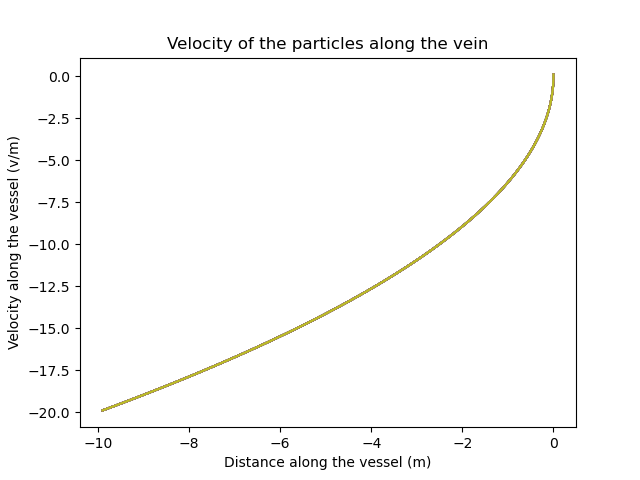 Velocity of the particles along the vein
Velocity along the vessel (v/m)
0.0
−2.5
−5.0
−7.5
−10.0
−12.5
−15.0
−17.5
−20.0
−10 −8 −6 −4 −2 0
Distance along the vessel (m)